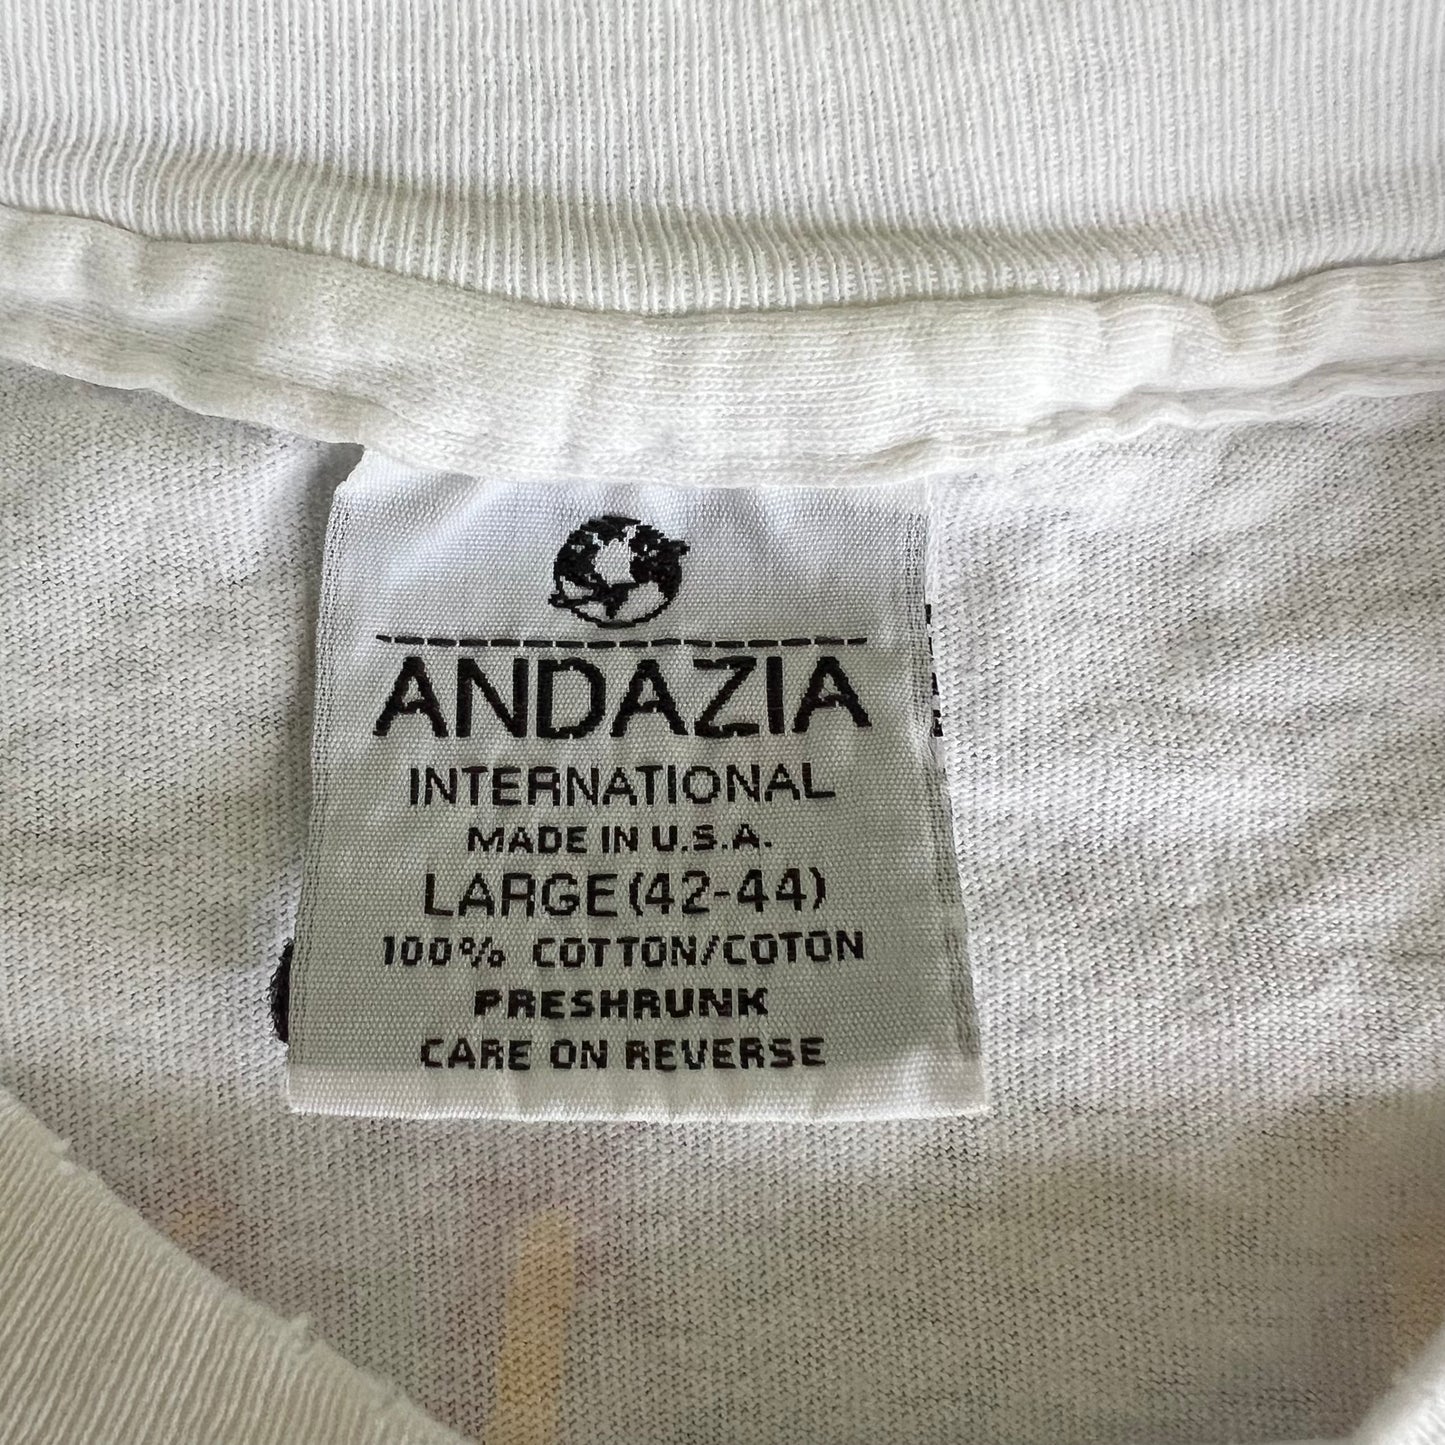 ANDAZIA
INTERNATIONAL
MADE IN U.S.A.
LARGE (42-44)
100% COTTON/COTON
PRESHRUNK
CARE ON REVERSE